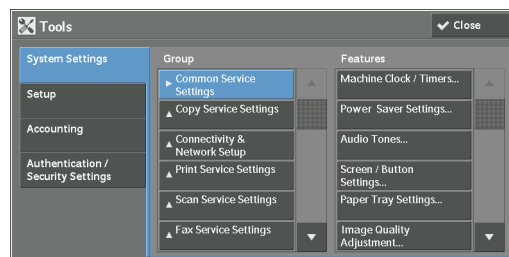 Tools
Close
System Settings
Setup
Accounting
Authentication /
Security Settings
Group
Common Service
Settings
Copy Service Settings
Connectivity &
Network Setup
Print Service Settings
Scan Service Settings
Fax Service Settings
Features
Machine Clock / Timers...
Power Saver Settings...
Audio Tones...
Screen / Button
Settings...
Paper Tray Settings...
Image Quality
Adjustment...